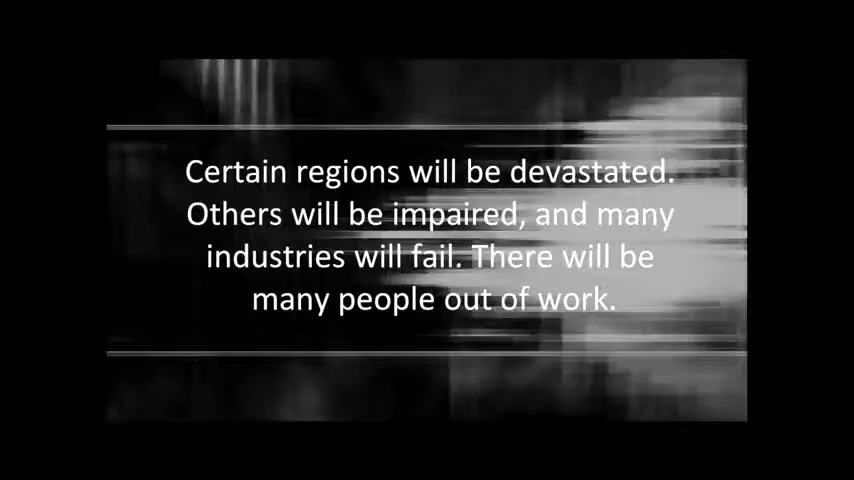 Certain regions will be devastated.
Others will be impaired, and many
industries will fail. There will be
many people out of work.